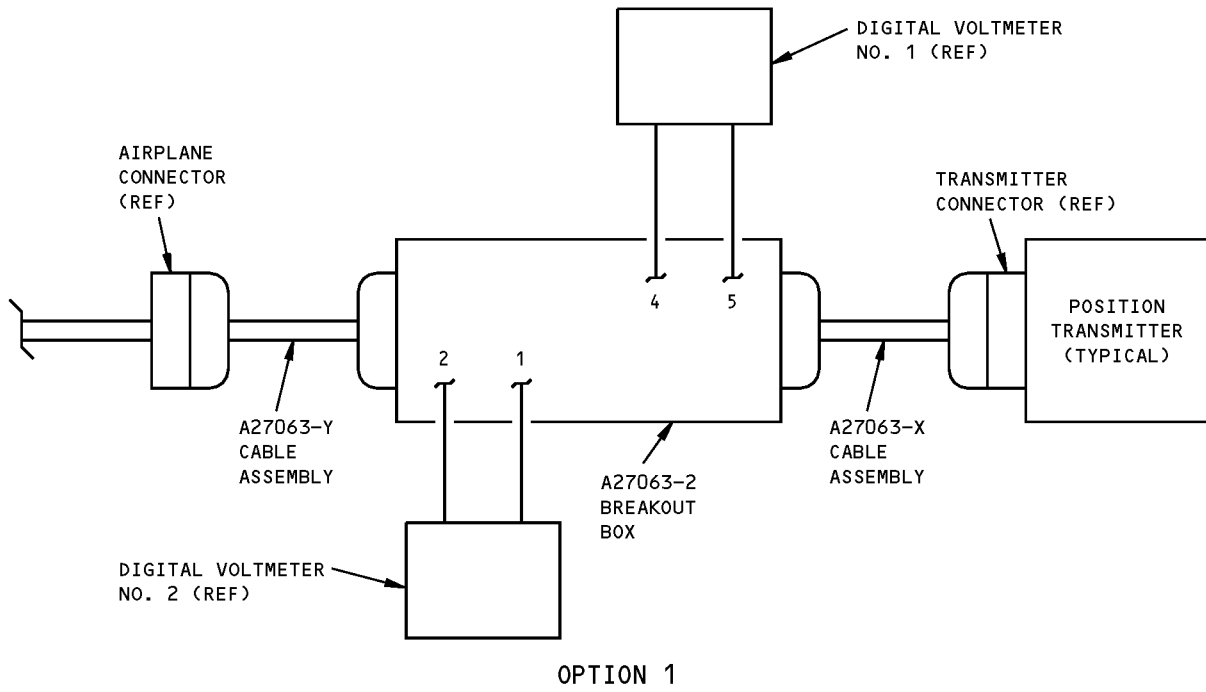 DIGITAL VOLTMETER
NO. 1 (REF)
AIRPLANE
CONNECTOR
(REF)
TRANSMITTER
CONNECTOR (REF)
4
5
POSITION
TRANSMITTER
(TYPICAL)
2
1
A27063-Y
CABLE
ASSEMBLY
A27063-2
BREAKOUT
BOX
A27063-X
CABLE
ASSEMBLY
DIGITAL VOLTMETER
NO. 2 (REF)
OPTION 1